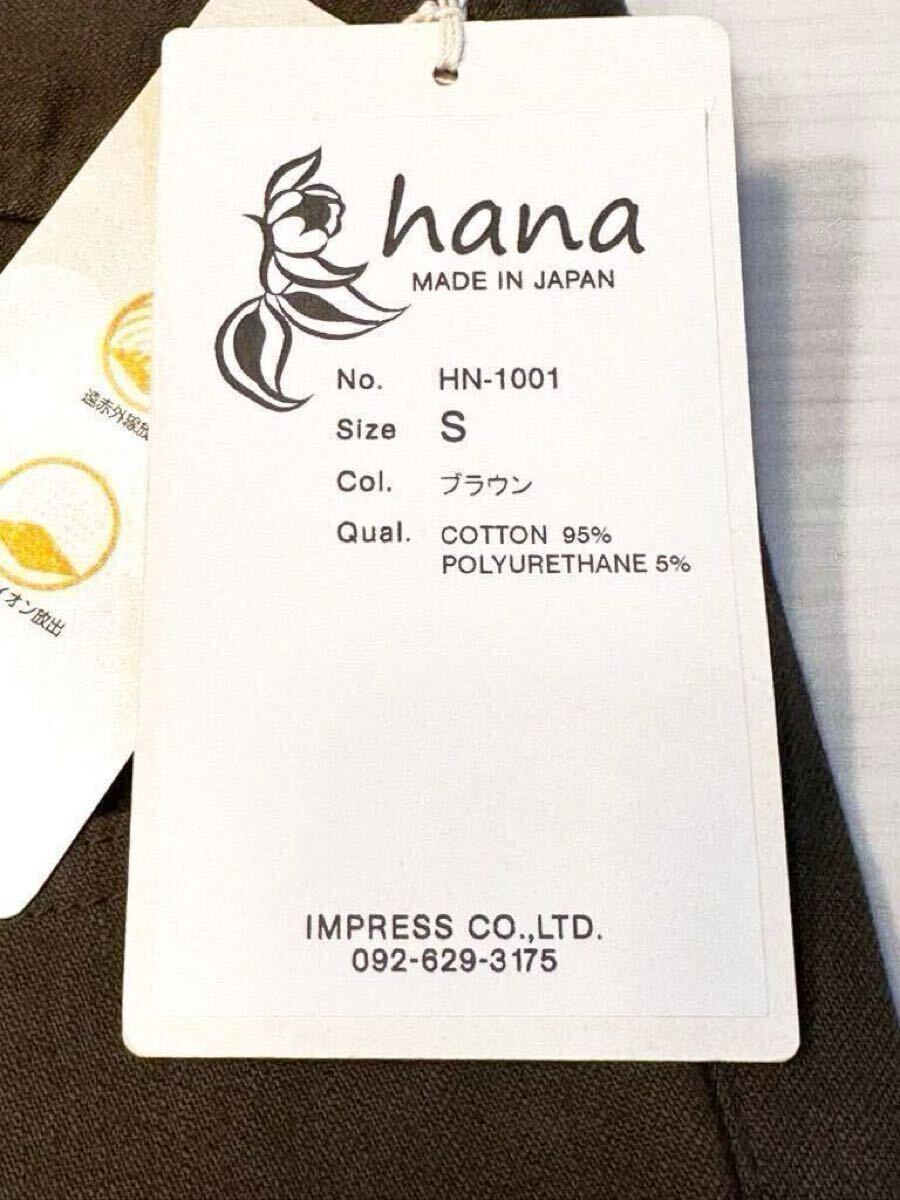 hana
MADE IN JAPAN
No. HN-1001
Size S
Col. ブラウン
Qual. COTTON 95%
POLYURETHANE 5%
IMPRESS CO.,LTD.
092-629-3175
遠赤外線放
イオン放出